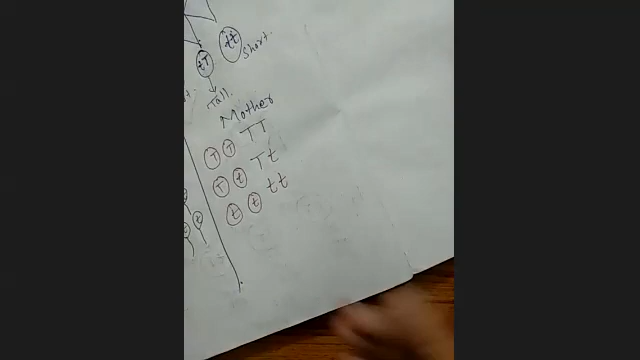 tT tt short.
Tall.
Mother
T T TT
T t Tt
t t tt
t